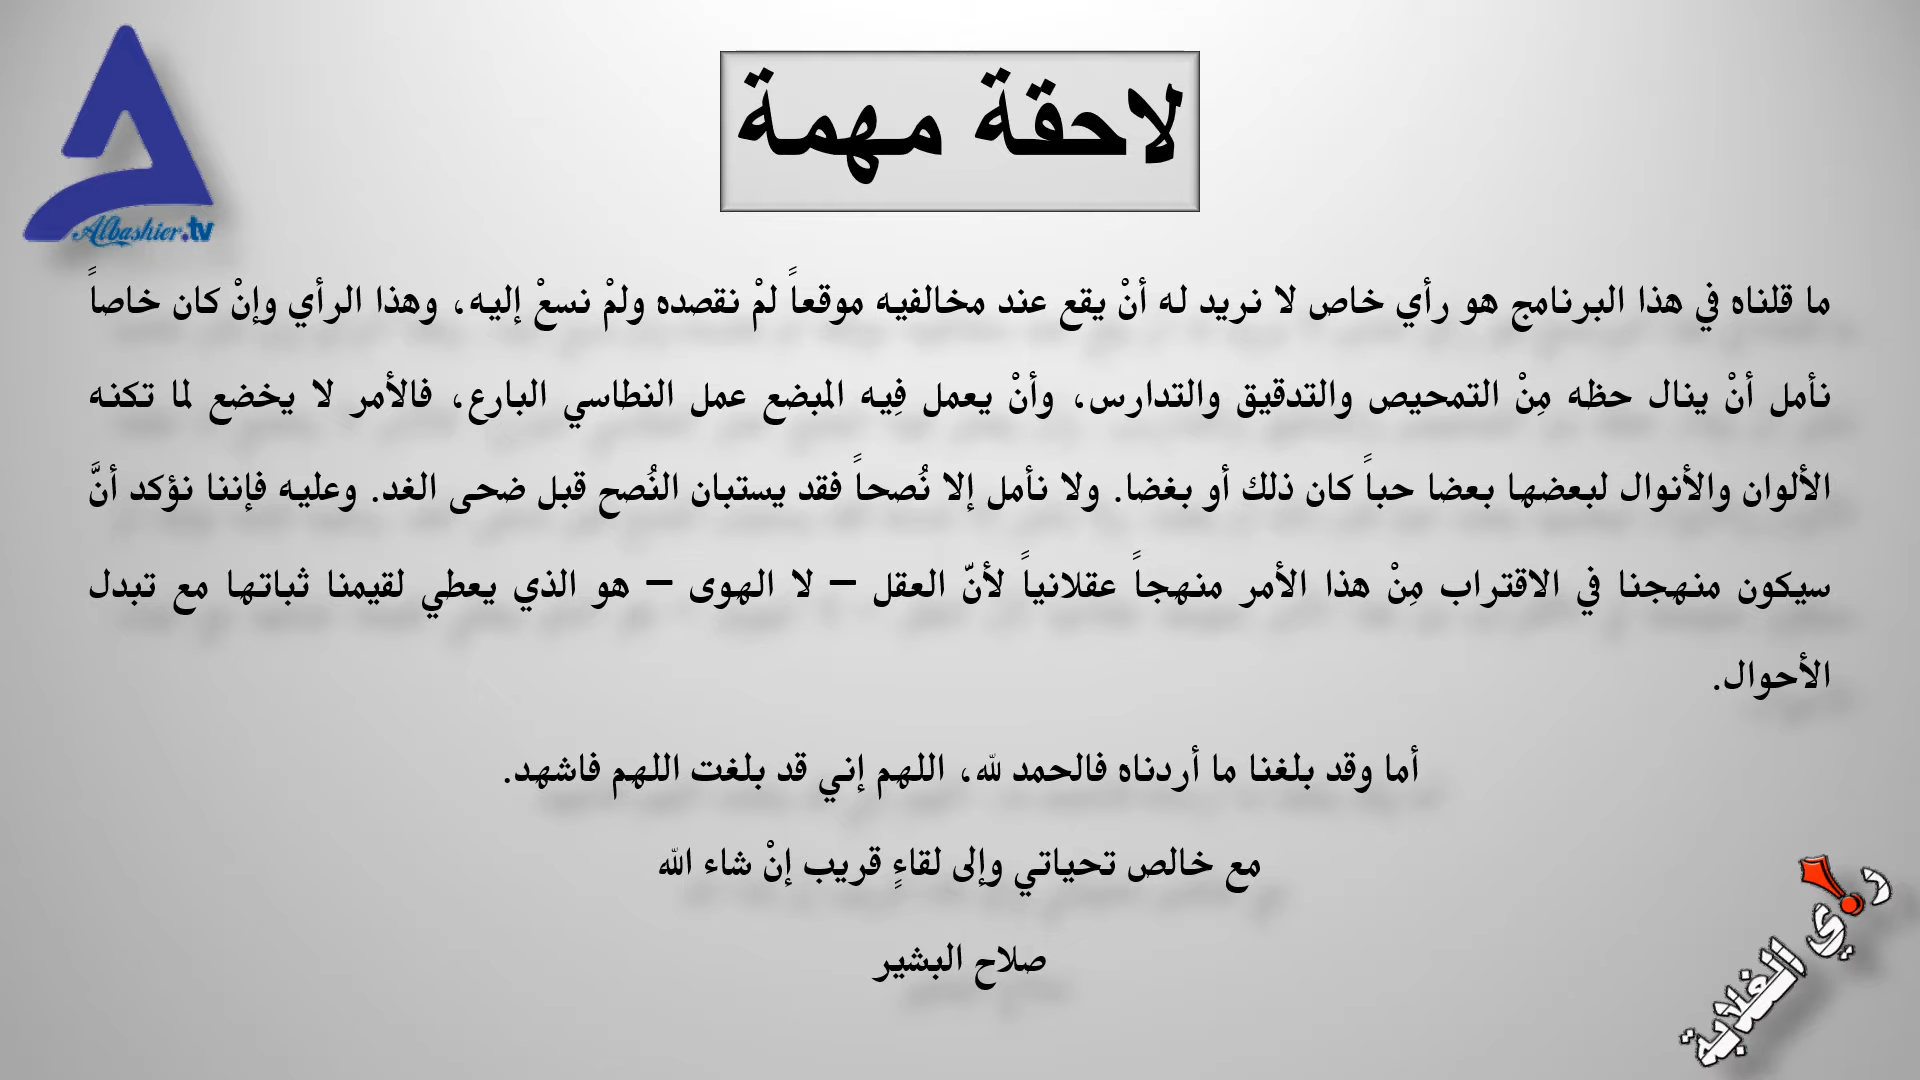 لاحقة مهمة
Albashier.tv
ما قلناه في هذا البرنامج هو رأي خاص لا نريد له أنْ يقع عند مخالفيه موقعاً لمْ نقصده ولمْ نسعْ إليه، وهذا الرأي وإنْ كان خاصاً
نأمل أنْ ينال حظه مِنْ التمحيص والتدقيق والتدارس، وأنْ يعمل فِيه المبضع عمل النطاسي البارع، فالأمر لا يخضع لما تكنه
الألوان والأنوال لبعضها بعضا حباً كان ذلك أو بغضا. ولا نأمل إلا نُصحاً فقد يستبان النُصح قبل ضحى الغد. وعليه فإننا نؤكد أنَّ
سيكون منهجنا في الاقتراب مِنْ هذا الأمر منهجاً عقلانياً لأنّ العقل – لا الهوى – هو الذي يعطي لقيمنا ثباتها مع تبدل
الأحوال.
أما وقد بلغنا ما أردناه فالحمد لله، اللهم إني قد بلغت اللهم فاشهد.
مع خالص تحياتي وإلى لقاءٍ قريب إنْ شاء الله
صلاح البشير
رأي الغلابة